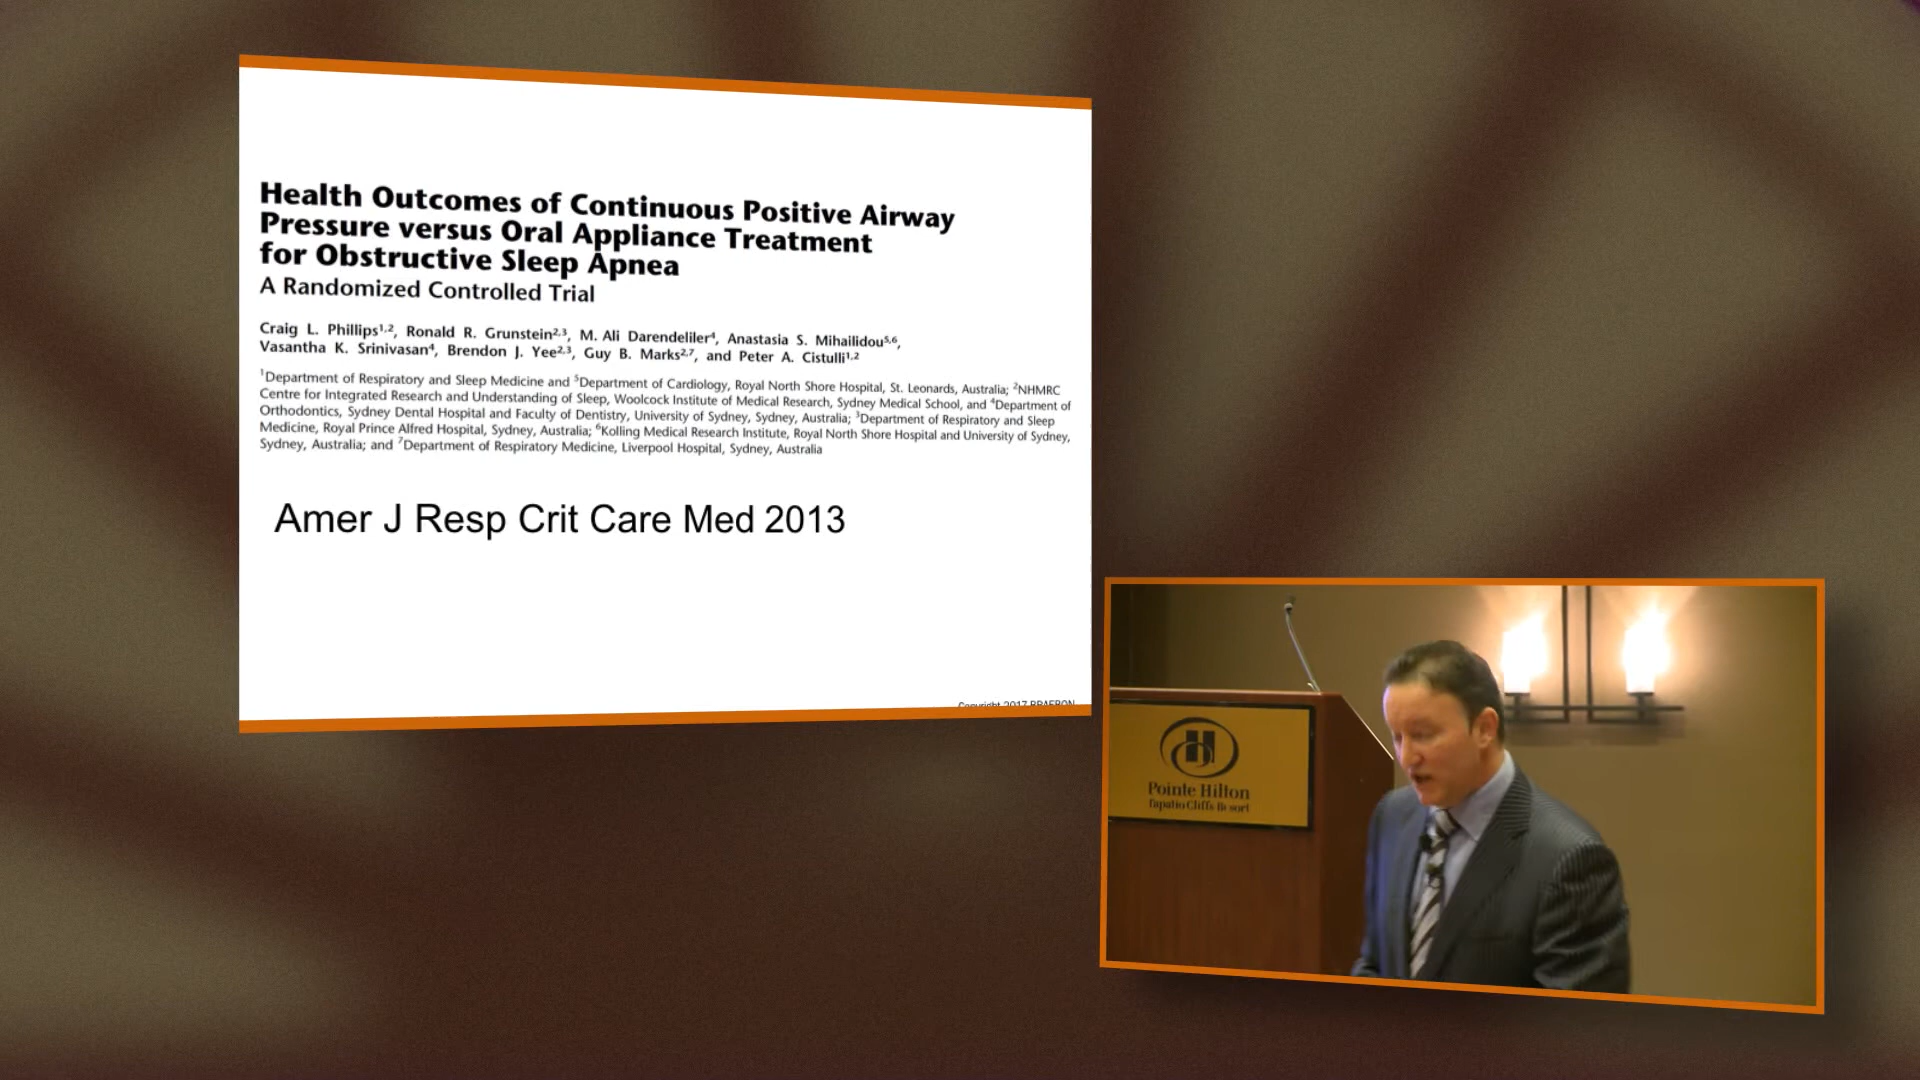 Health Outcomes of Continuous Positive Airway
Pressure versus Oral Appliance Treatment
for Obstructive Sleep Apnea
A Randomized Controlled Trial
Craig L. Phillips1,2, Ronald R. Grunstein2,3, M. Ali Darendeliler4, Anastasia S. Mihailidou5,6,
Vasantha K. Srinivasan4, Brendon J. Yee2,3, Guy B. Marks2,7, and Peter A. Cistulli1,2
1Department of Respiratory and Sleep Medicine and 5Department of Cardiology, Royal North Shore Hospital, St. Leonards, Australia; 2NHMRC
Centre for Integrated Research and Understanding of Sleep, Woolcock Institute of Medical Research, Sydney Medical School, and 4Department of
Orthodontics, Sydney Dental Hospital and Faculty of Dentistry, University of Sydney, Sydney, Australia; 3Department of Respiratory and Sleep
Medicine, Royal Prince Alfred Hospital, Sydney, Australia; 6Kolling Medical Research Institute, Royal North Shore Hospital and University of Sydney,
Sydney, Australia; and 7Department of Respiratory Medicine, Liverpool Hospital, Sydney, Australia
Amer J Resp Crit Care Med 2013
Copyright 2017 BRAEBON
Pointe Hilton
Tapatio Cliffs Resort